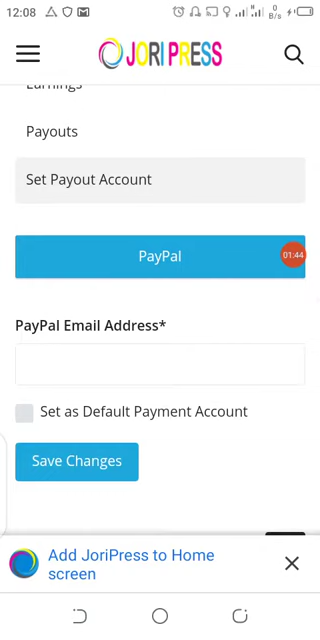 12:08
0
B/s
JORI PRESS
Earnings
Payouts
Set Payout Account
PayPal
01:44
PayPal Email Address*
Set as Default Payment Account
Save Changes
Add JoriPress to Home
screen